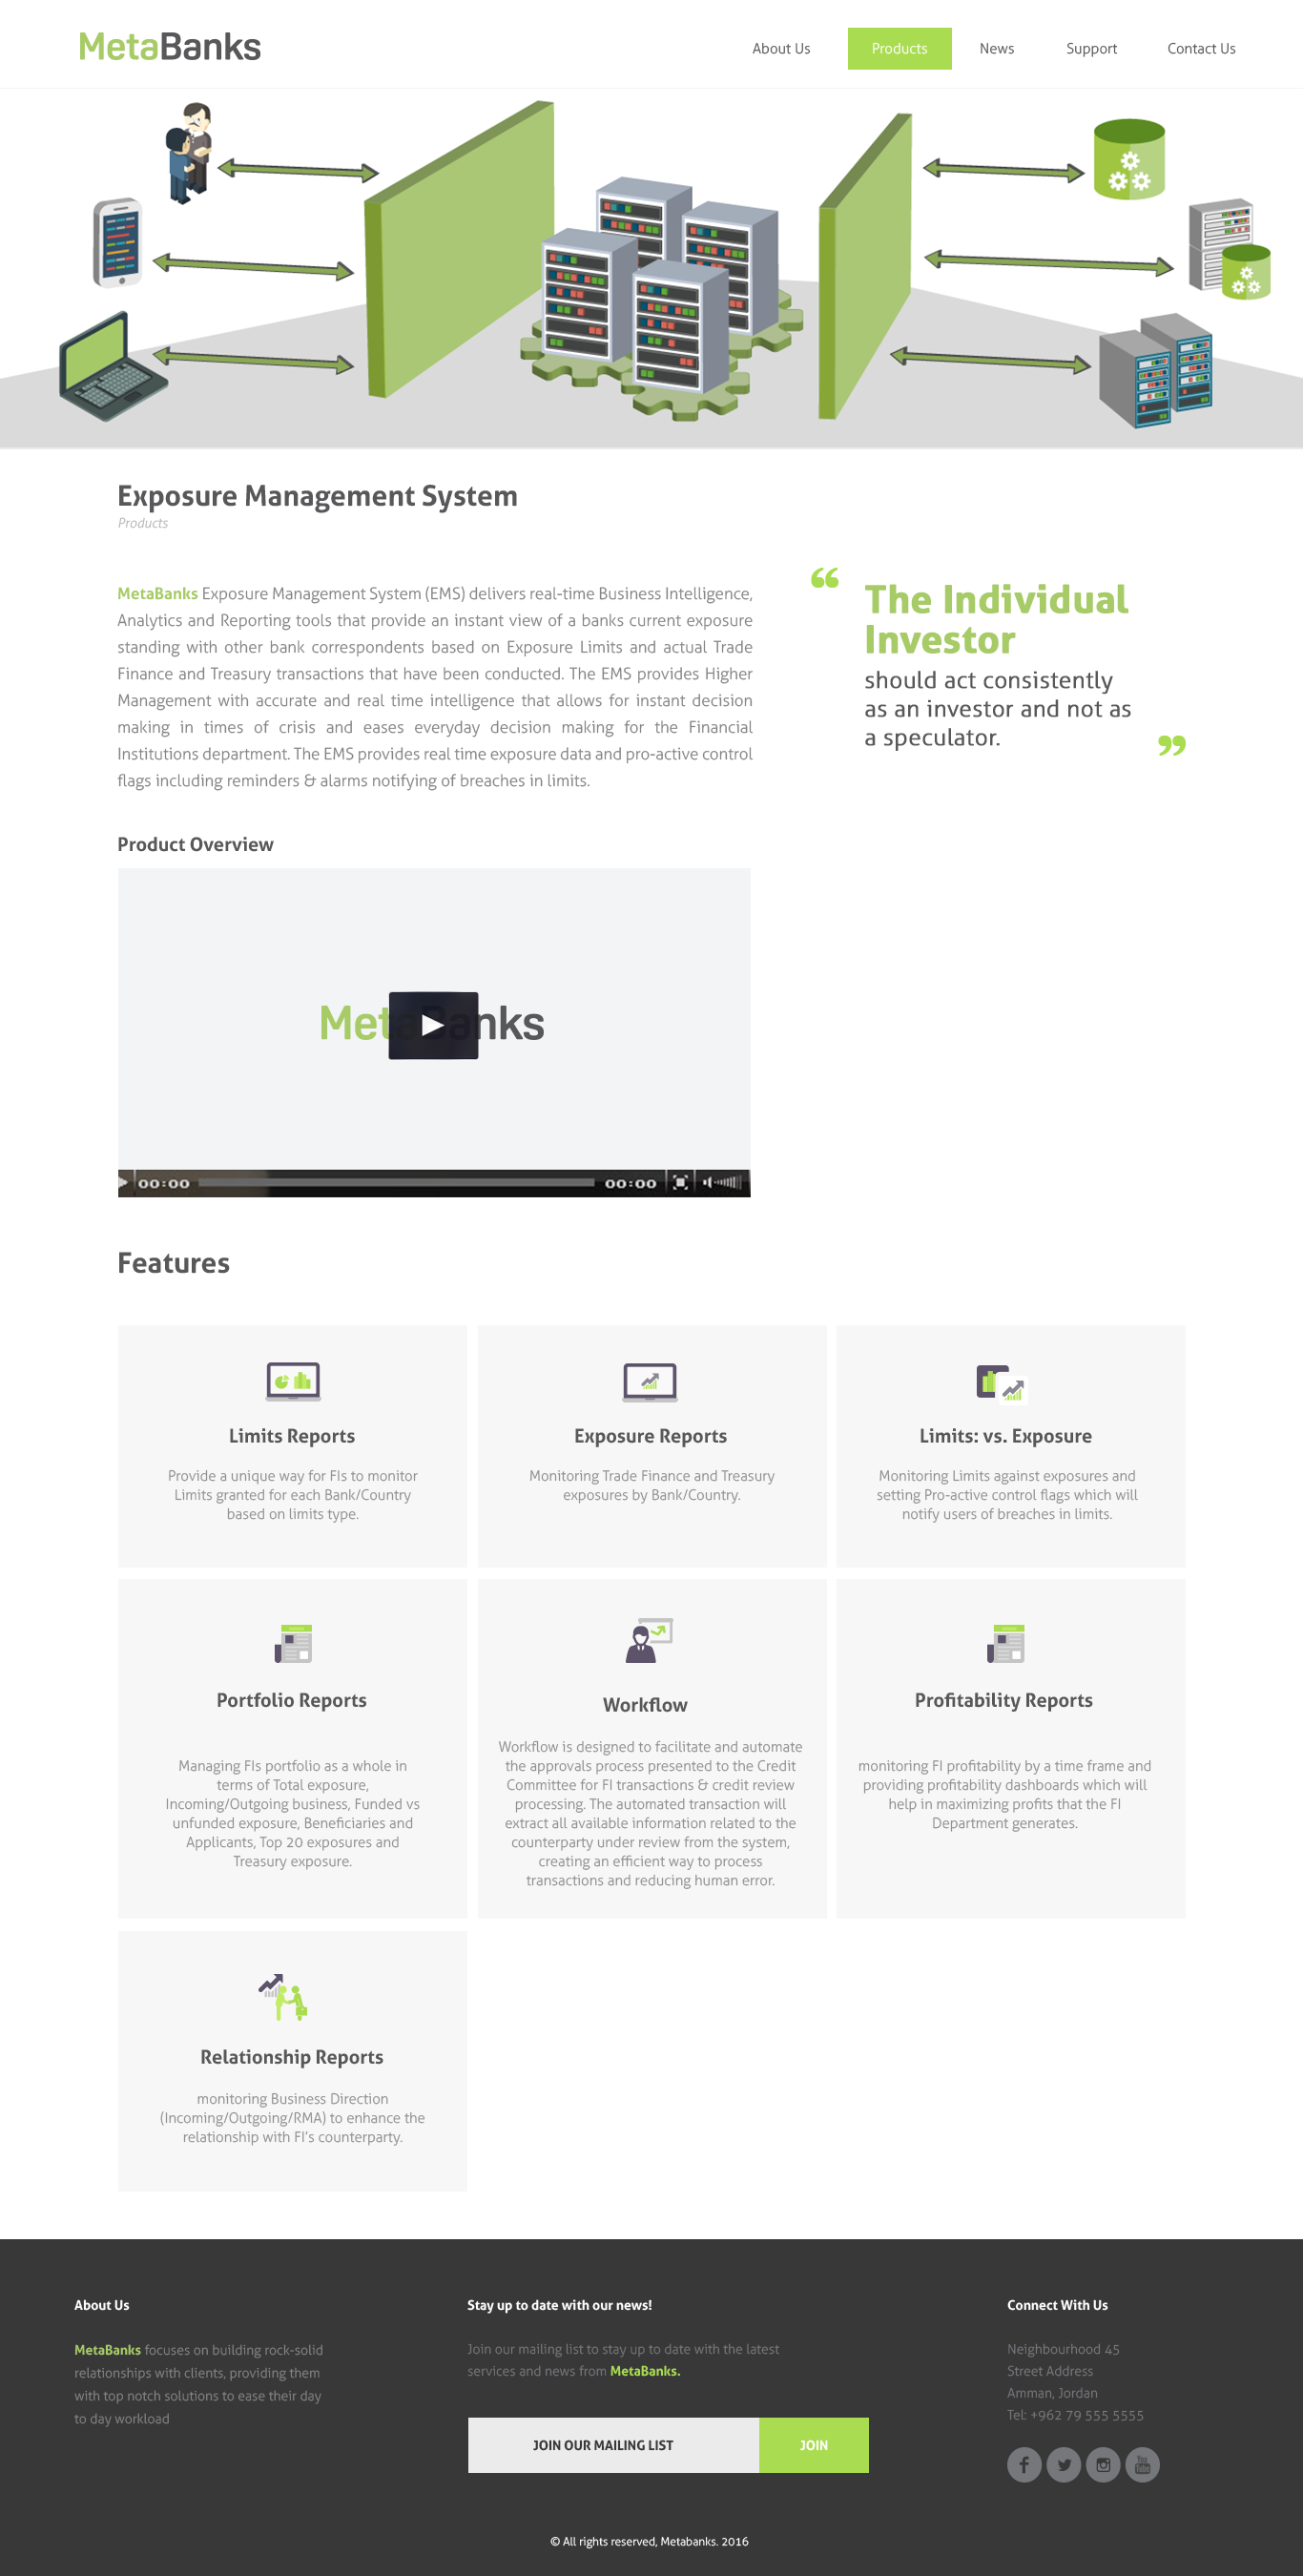 MetaBanks
About Us
Products
News
Support
Contact Us
Exposure Management System
Products
MetaBanks Exposure Management System (EMS) delivers real-time Business Intelligence,
Analytics and Reporting tools that provide an instant view of a banks current exposure
standing with other bank correspondents based on Exposure Limits and actual Trade
Finance and Treasury transactions that have been conducted. The EMS provides Higher
Management with accurate and real time intelligence that allows for instant decision
making in times of crisis and eases everyday decision making for the Financial
Institutions department. The EMS provides real time exposure data and pro-active control
flags including reminders & alarms notifying of breaches in limits.
“ The Individual
Investor
should act consistently
as an investor and not as
a speculator. ”
Product Overview
MetaBanks
00:00
00:00
Features
Limits Reports
Provide a unique way for FIs to monitor
Limits granted for each Bank/Country
based on limits type.
Exposure Reports
Monitoring Trade Finance and Treasury
exposures by Bank/Country.
Limits: vs. Exposure
Monitoring Limits against exposures and
setting Pro-active control flags which will
notify users of breaches in limits.
Portfolio Reports
Managing FIs portfolio as a whole in
terms of Total exposure,
Incoming/Outgoing business, Funded vs
unfunded exposure, Beneficiaries and
Applicants, Top 20 exposures and
Treasury exposure.
Workflow
Workflow is designed to facilitate and automate
the approvals process presented to the Credit
Committee for FI transactions & credit review
processing. The automated transaction will
extract all available information related to the
counterparty under review from the system,
creating an efficient way to process
transactions and reducing human error.
Profitability Reports
monitoring FI profitability by a time frame and
providing profitability dashboards which will
help in maximizing profits that the FI
Department generates.
Relationship Reports
monitoring Business Direction
(Incoming/Outgoing/RMA) to enhance the
relationship with FI's counterparty.
About Us
MetaBanks focuses on building rock-solid
relationships with clients, providing them
with top notch solutions to ease their day
to day workload
Stay up to date with our news!
Join our mailing list to stay up to date with the latest
services and news from MetaBanks.
JOIN OUR MAILING LIST
JOIN
Connect With Us
Neighbourhood 45
Street Address
Amman, Jordan
Tel: +962 79 555 5555
You
Tube
© All rights reserved, Metabanks. 2016